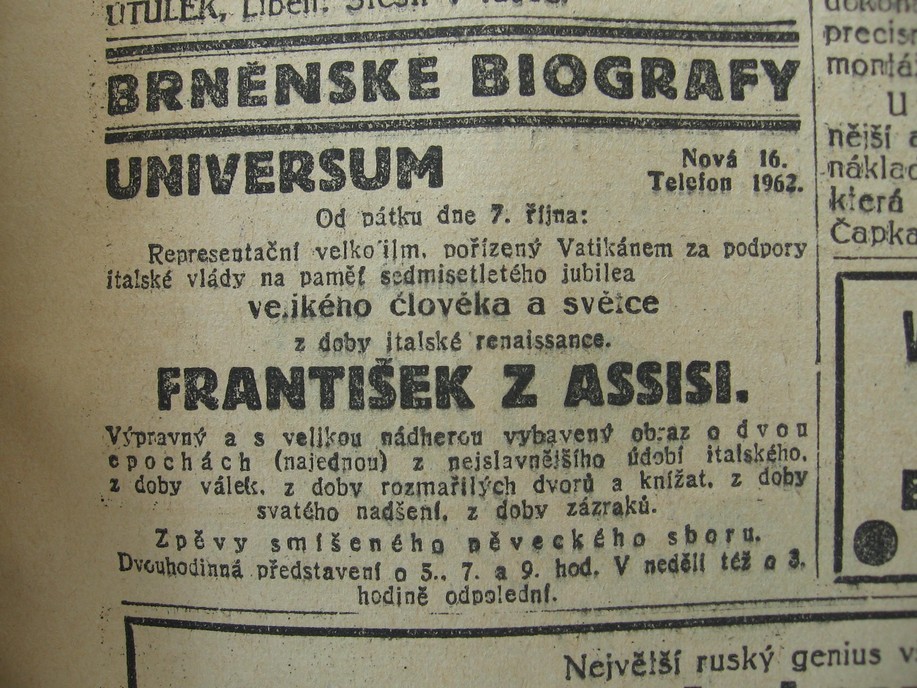 ÚTULEK, Libeň.
BRNĚNSKE BIOGRAFY
UNIVERSUM
Nová 16.
Telefon 1962.
Od pátku dne 7. října:
Representační velkofilm, pořízený Vatikánem za podpory
italské vlády na paměť sedmisetletého jubilea
velikého člověka a světce
z doby italské renaissance.
FRANTIŠEK Z ASSISI.
Výpravný a s velikou nádherou vybavený obraz o dvou
epochách (najednou) z nejslavnějšího údobí italského,
z doby válek, z doby rozmařilých dvorů a knížat, z doby
svatého nadšení, z doby zázraků.
Zpěvy smíšeného pěveckého sboru.
Dvouhodinná představení o 5., 7. a 9. hod. V neděli též o 3.
hodině odpolední.
precisn
montá
U
nější a
náklad
která
Čapka
Největší ruský genius v